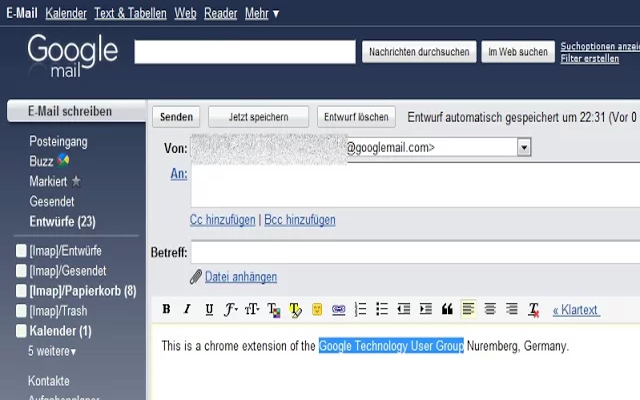 E-Mail Kalender Text & Tabellen Web Reader Mehr ▼
Google
mail
Nachrichten durchsuchen Im Web suchen
Suchoptionen anzei
Filter erstellen
E-Mail schreiben
Posteingang
Buzz
Markiert
Gesendet
Entwürfe (23)
[Imap]/Entwürfe
[Imap]/Gesendet
[Imap]/Papierkorb (8)
[Imap]/Trash
Kalender (1)
5 weitere▼
Kontakte
Senden Jetzt speichern Entwurf löschen Entwurf automatisch gespeichert um 22:31 (Vor 0
Von: @googlemail.com>
An:
Cc hinzufügen | Bcc hinzufügen
Betreff:
Datei anhängen
B I U « Klartext
This is a chrome extension of the Google Technology User Group Nuremberg, Germany.